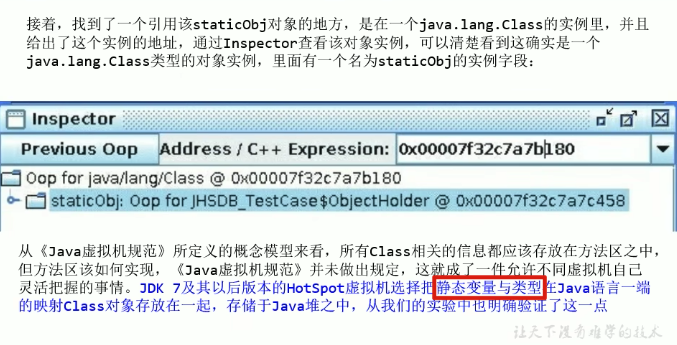 接着，找到了一个引用该staticObj对象的地方，是在一个java.lang.Class的实例里，并且
给出了这个实例的地址，通过Inspector查看该对象实例，可以清楚看到这确实是一个
java.lang.Class类型的对象实例，里面有一个名为staticObj的实例字段：
Inspector
Previous Oop Address / C++ Expression: 0x00007f32c7a7b180
Oop for java/lang/Class @ 0x00007f32c7a7b180
staticObj: Oop for JHSDB_TestCase$ObjectHolder @ 0x00007f32c7a7c458
从《Java虚拟机规范》所定义的概念模型来看，所有Class相关的信息都应该存放在方法区之中，
但方法区该如何实现，《Java虚拟机规范》并未做出规定，这就成了一件允许不同虚拟机自己
灵活把握的事情。JDK 7及其以后版本的HotSpot虚拟机选择把静态变量与类型在Java语言一端
的映射Class对象存放在一起，存储于Java堆之中，从我们的实验中也明确验证了这一点
让天下没有难学的技术